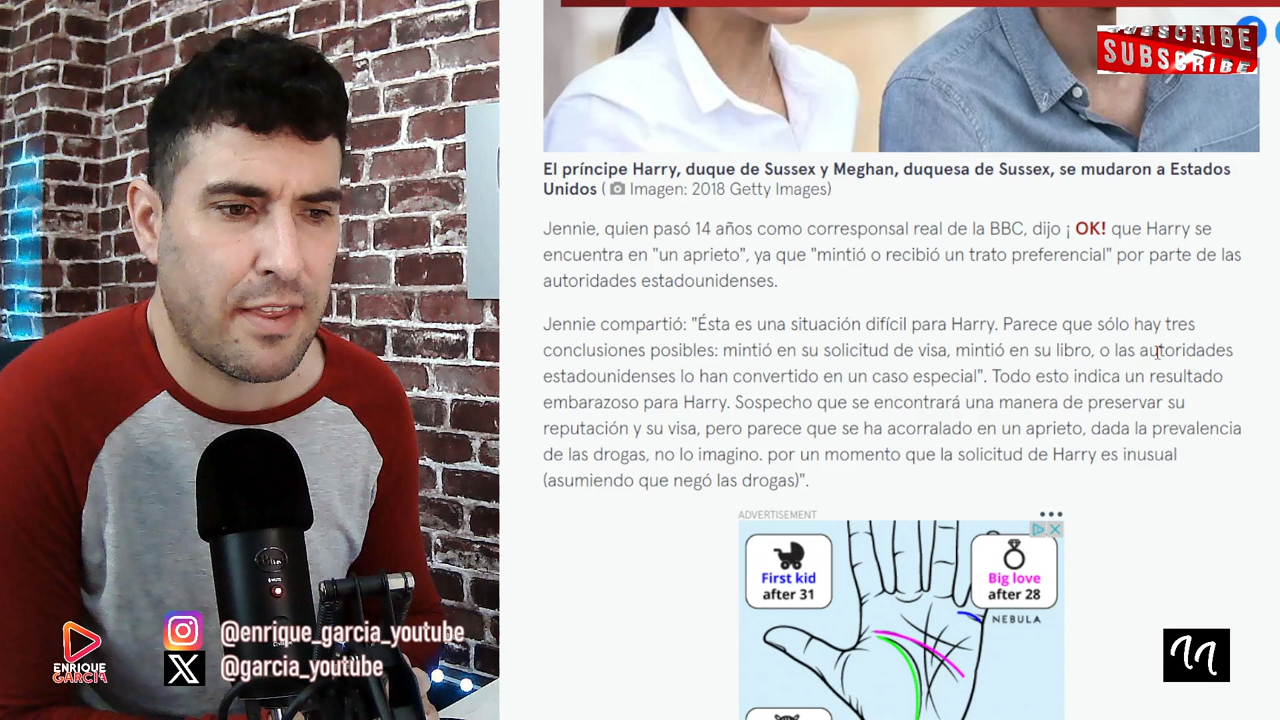 SUBSCRIBE
SUBSCRIBE
El príncipe Harry, duque de Sussex y Meghan, duquesa de Sussex, se mudaron a Estados
Unidos ( Imagen: 2018 Getty Images)
Jennie, quien pasó 14 años como corresponsal real de la BBC, dijo ¡ OK! que Harry se
encuentra en "un aprieto", ya que "mintió o recibió un trato preferencial" por parte de las
autoridades estadounidenses.
Jennie compartió: "Ésta es una situación difícil para Harry. Parece que sólo hay tres
conclusiones posibles: mintió en su solicitud de visa, mintió en su libro, o las autoridades
estadounidenses lo han convertido en un caso especial". Todo esto indica un resultado
embarazoso para Harry. Sospecho que se encontrará una manera de preservar su
reputación y su visa, pero parece que se ha acorralado en un aprieto, dada la prevalencia
de las drogas, no lo imagino. por un momento que la solicitud de Harry es inusual
(asumiendo que negó las drogas)".
ADVERTISEMENT
First kid
after 31
Big love
after 28
NEBULA
blue
MUTE
@enrique_garcia_youtube
@garcia_youtube
ENRIQUE
GARCIA